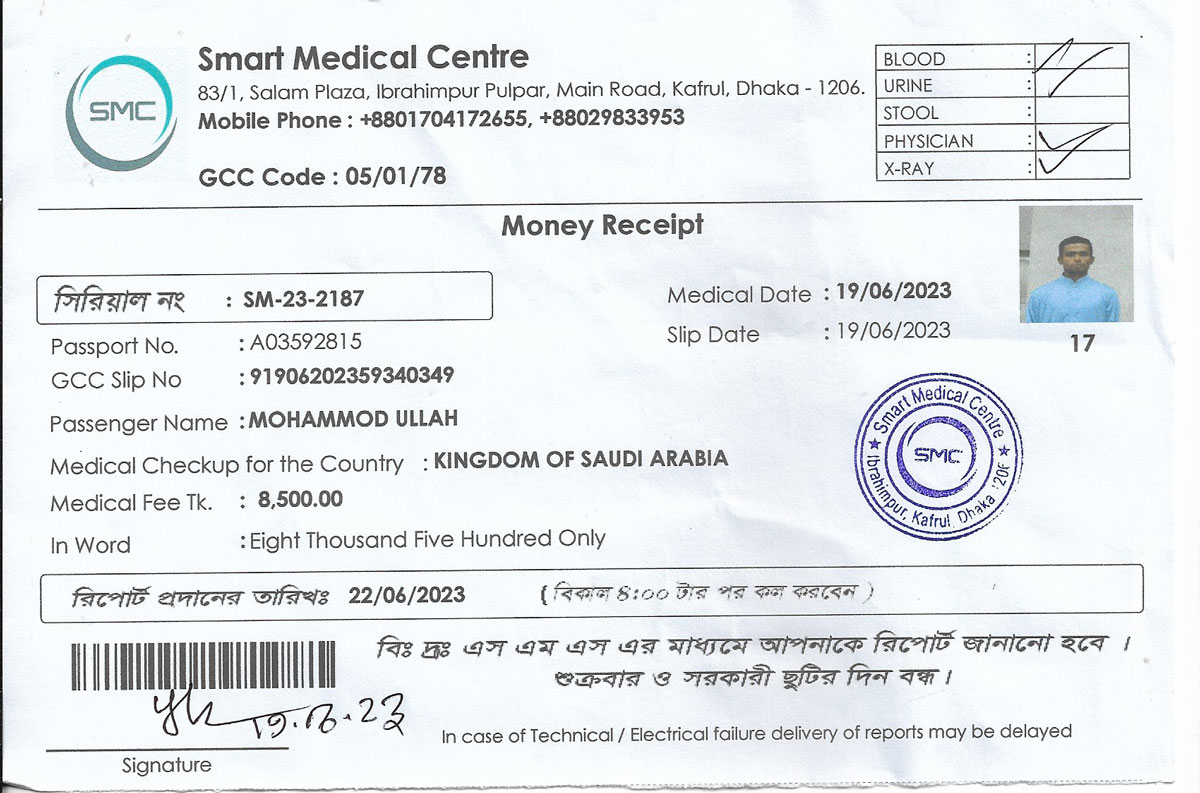 Smart Medical Centre
SMC
83/1, Salam Plaza, Ibrahimpur Pulpar, Main Road, Kafrul, Dhaka - 1206.
Mobile Phone : +8801704172655, +88029833953
GCC Code : 05/01/78
BLOOD :
URINE :
STOOL :
PHYSICIAN :
X-RAY :
Money Receipt
সিরিয়াল নং : SM-23-2187
Medical Date : 19/06/2023
Slip Date : 19/06/2023
17
Passport No. : A03592815
GCC Slip No : 91906202359340349
Passenger Name : MOHAMMOD ULLAH
Medical Checkup for the Country : KINGDOM OF SAUDI ARABIA
Medical Fee Tk. : 8,500.00
In Word : Eight Thousand Five Hundred Only
Smart Medical Centre
SMC
Ibrahimpur, Kafrul, Dhaka
রিপোর্ট প্রদানের তারিখঃ 22/06/2023 ( বিকাল ৪:০০ টার পর কল করবেন )
বিঃ দ্রঃ এস এম এস এর মাধ্যমে আপনাকে রিপোর্ট জানানো হবে ।
শুক্রবার ও সরকারী ছুটির দিন বন্ধ ।
19.6.23
In case of Technical / Electrical failure delivery of reports may be delayed
Signature